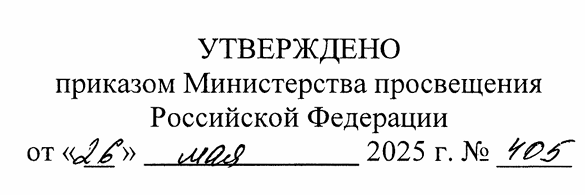 УТВЕРЖДЕНО
приказом Министерства просвещения
Российской Федерации
от «26» мая 2025 г. № 405